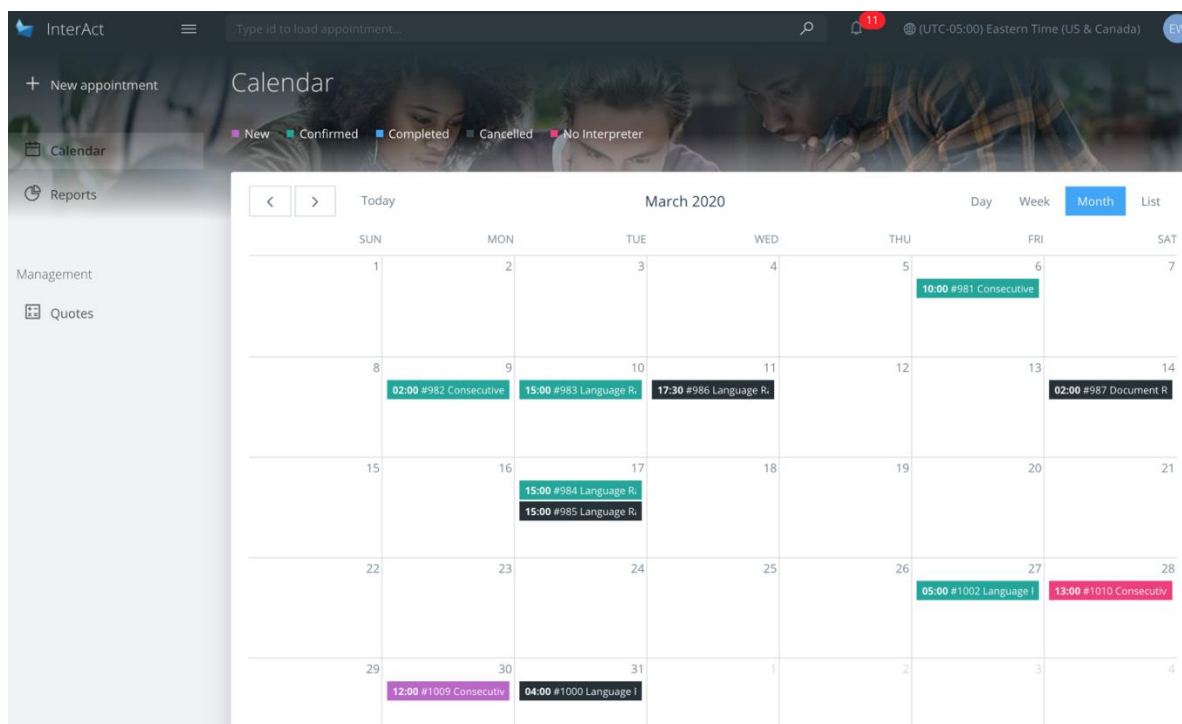 InterAct
Type id to load appointment...
11
(UTC-05:00) Eastern Time (US & Canada)
New appointment
Calendar
Reports
Management
Quotes
Calendar
New Confirmed Completed Cancelled No Interpreter
Today March 2020 Day Week Month List
SUN MON TUE WED THU FRI SAT
1 2 3 4 5 6 7
10:00 #981 Consecutive
8 9 10 11 12 13 14
02:00 #982 Consecutive 15:00 #983 Language 17:30 #986 Language 02:00 #987 Document R
15 16 17 18 19 20 21
15:00 #984 Language
15:00 #985 Language
22 23 24 25 26 27 28
05:00 #1002 Language 13:00 #1010 Consecutiv
29 30 31 1 2 3 4
12:00 #1009 Consecutiv 04:00 #1000 Language